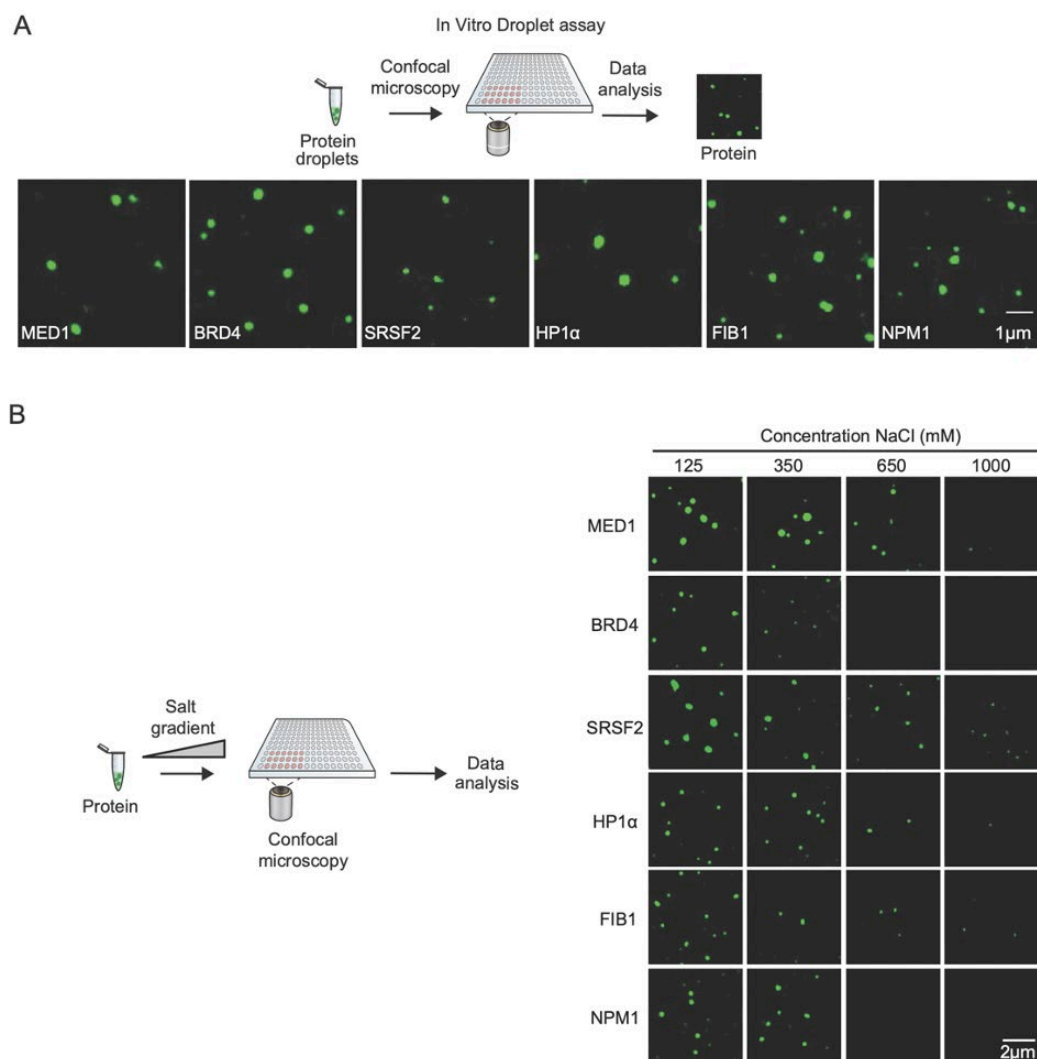 A
In Vitro Droplet assay
Confocal
microscopy
Data
analysis
Protein
droplets
Protein
MED1
BRD4
SRSF2
HP1α
FIB1
NPM1
1μm
B
Concentration NaCl (mM)
125 350 650 1000
MED1
BRD4
SRSF2
HP1α
FIB1
NPM1
2μm
Salt
gradient
Protein
Confocal
microscopy
Data
analysis